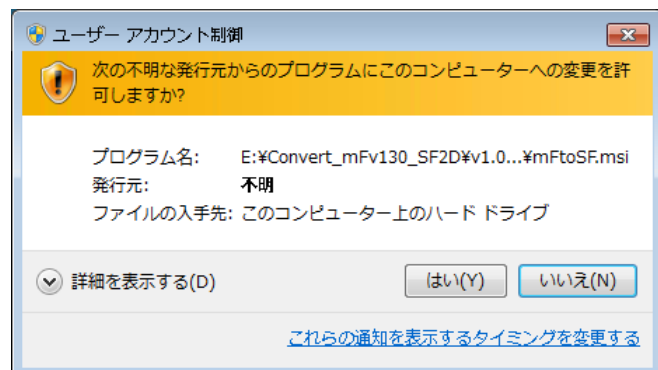 ユーザー アカウント制御
次の不明な発行元からのプログラムにこのコンピューターへの変更を許
可しますか?
プログラム名: E:¥Convert_mFv130_SF2D¥v1.0...¥mFtoSF.msi
発行元: 不明
ファイルの入手先: このコンピューター上のハード ドライブ
詳細を表示する(D) はい(Y) いいえ(N)
これらの通知を表示するタイミングを変更する